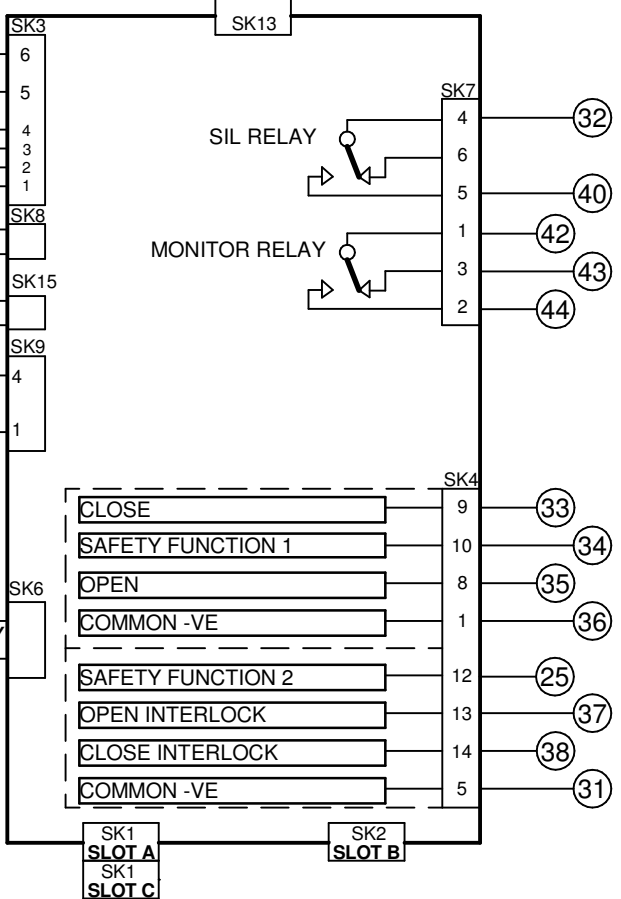 SK13
SK3
6
5
4
3
2
1
SK8
SK15
SK9
4
1
SK6
SIL RELAY
MONITOR RELAY
SK7
4 32
6
5 40
1 42
3 43
2 44
SK4
CLOSE 9 33
SAFETY FUNCTION 1 10 34
OPEN 8 35
COMMON -VE 1 36
SAFETY FUNCTION 2 12 25
OPEN INTERLOCK 13 37
CLOSE INTERLOCK 14 38
COMMON -VE 5 31
SK1
SLOT A
SK1
SLOT C
SK2
SLOT B